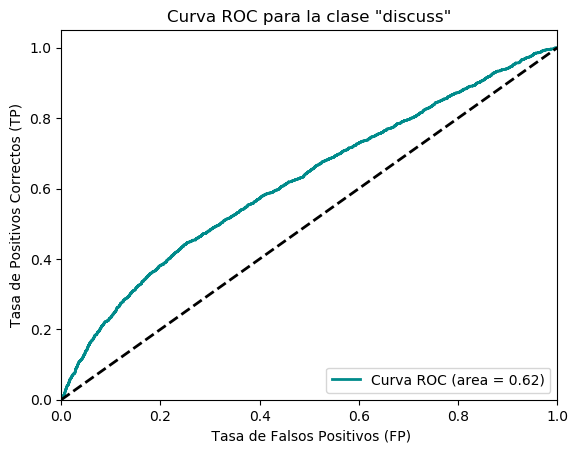 Curva ROC para la clase "discuss"
Tasa de Positivos Correctos (TP)
1.0
0.8
0.6
0.4
0.2
0.0
Curva ROC (area = 0.62)
0.0 0.2 0.4 0.6 0.8 1.0
Tasa de Falsos Positivos (FP)